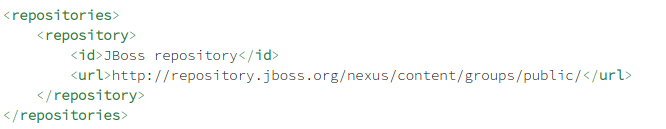 <repositories>
    <repository>
        <id>JBoss repository</id>
        <url>http://repository.jboss.org/nexus/content/groups/public/</url>
    </repository>
</repositories>